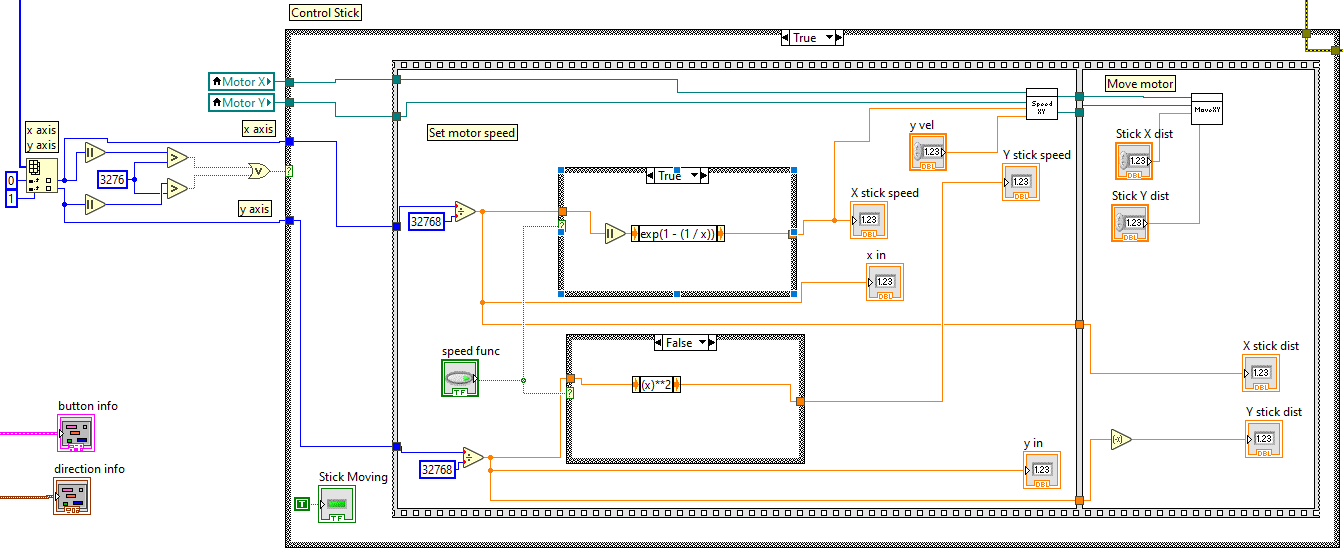 Control Stick
True
Motor X
Motor Y
Move motor
Speed
XY
MoveXY
x axis
y axis
x axis
Set motor speed
y vel
1.23
DBL
Stick X dist
1.23
DBL
Y stick speed
1.23
DBL
0
1
3276
>
>
V
?
True
X stick speed
1.23
DBL
Stick Y dist
1.23
DBL
y axis
32768
÷
?
exp(1 - (1 / x))
x in
1.23
DBL
speed func
TF
False
?
(x)**2
X stick dist
1.23
DBL
button info
Y stick dist
1.23
DBL
(-x)
y in
1.23
DBL
32768
÷
direction info
Stick Moving
T
TF